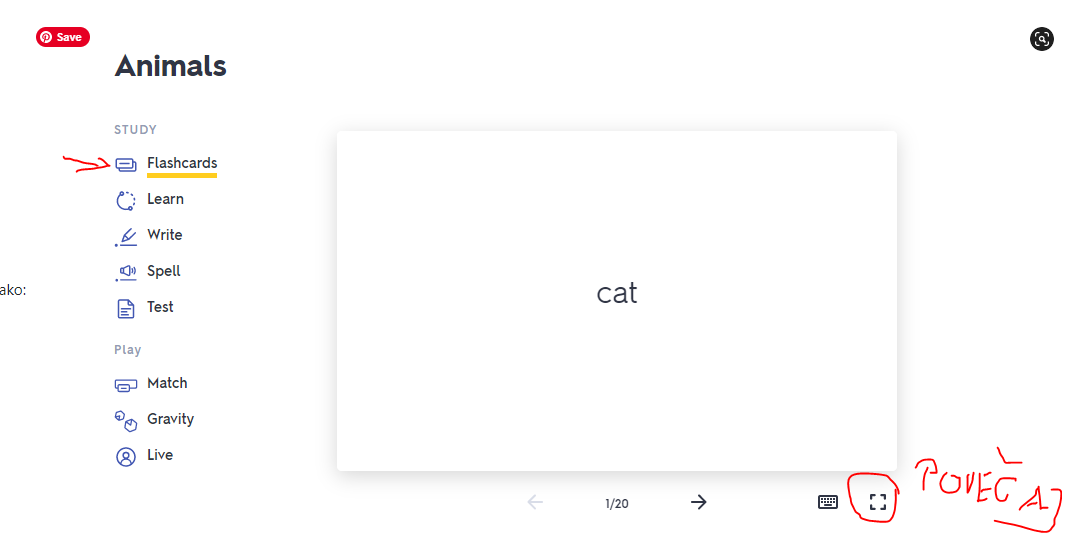 Save
Animals
STUDY
Flashcards
Learn
Write
Spell
ako:
Test
Play
Match
Gravity
Live
cat
1/20
POVEČAJ